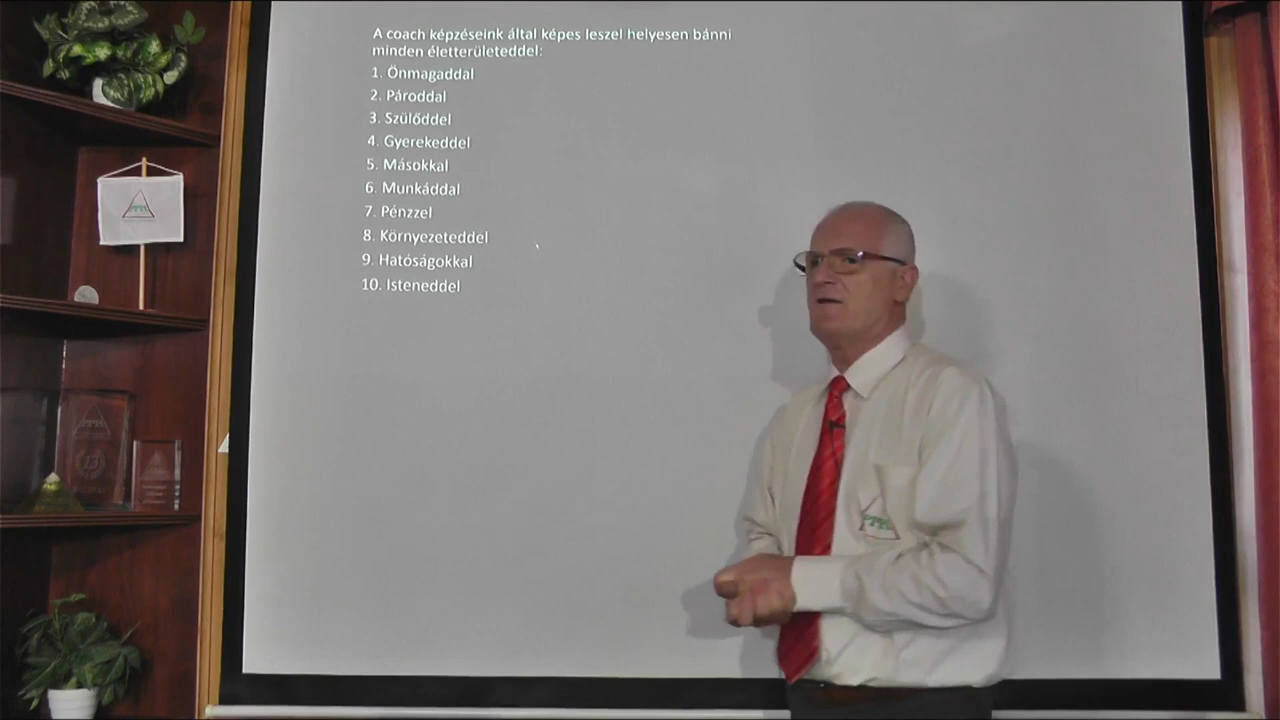 A coach képzéseink által képes leszel helyesen bánni
minden életterületeddel:
1. Önmagaddal
2. Pároddal
3. Szülőddel
4. Gyerekeddel
5. Másokkal
6. Munkáddal
7. Pénzzel
8. Környezeteddel
9. Hatóságokkal
10. Isteneddel